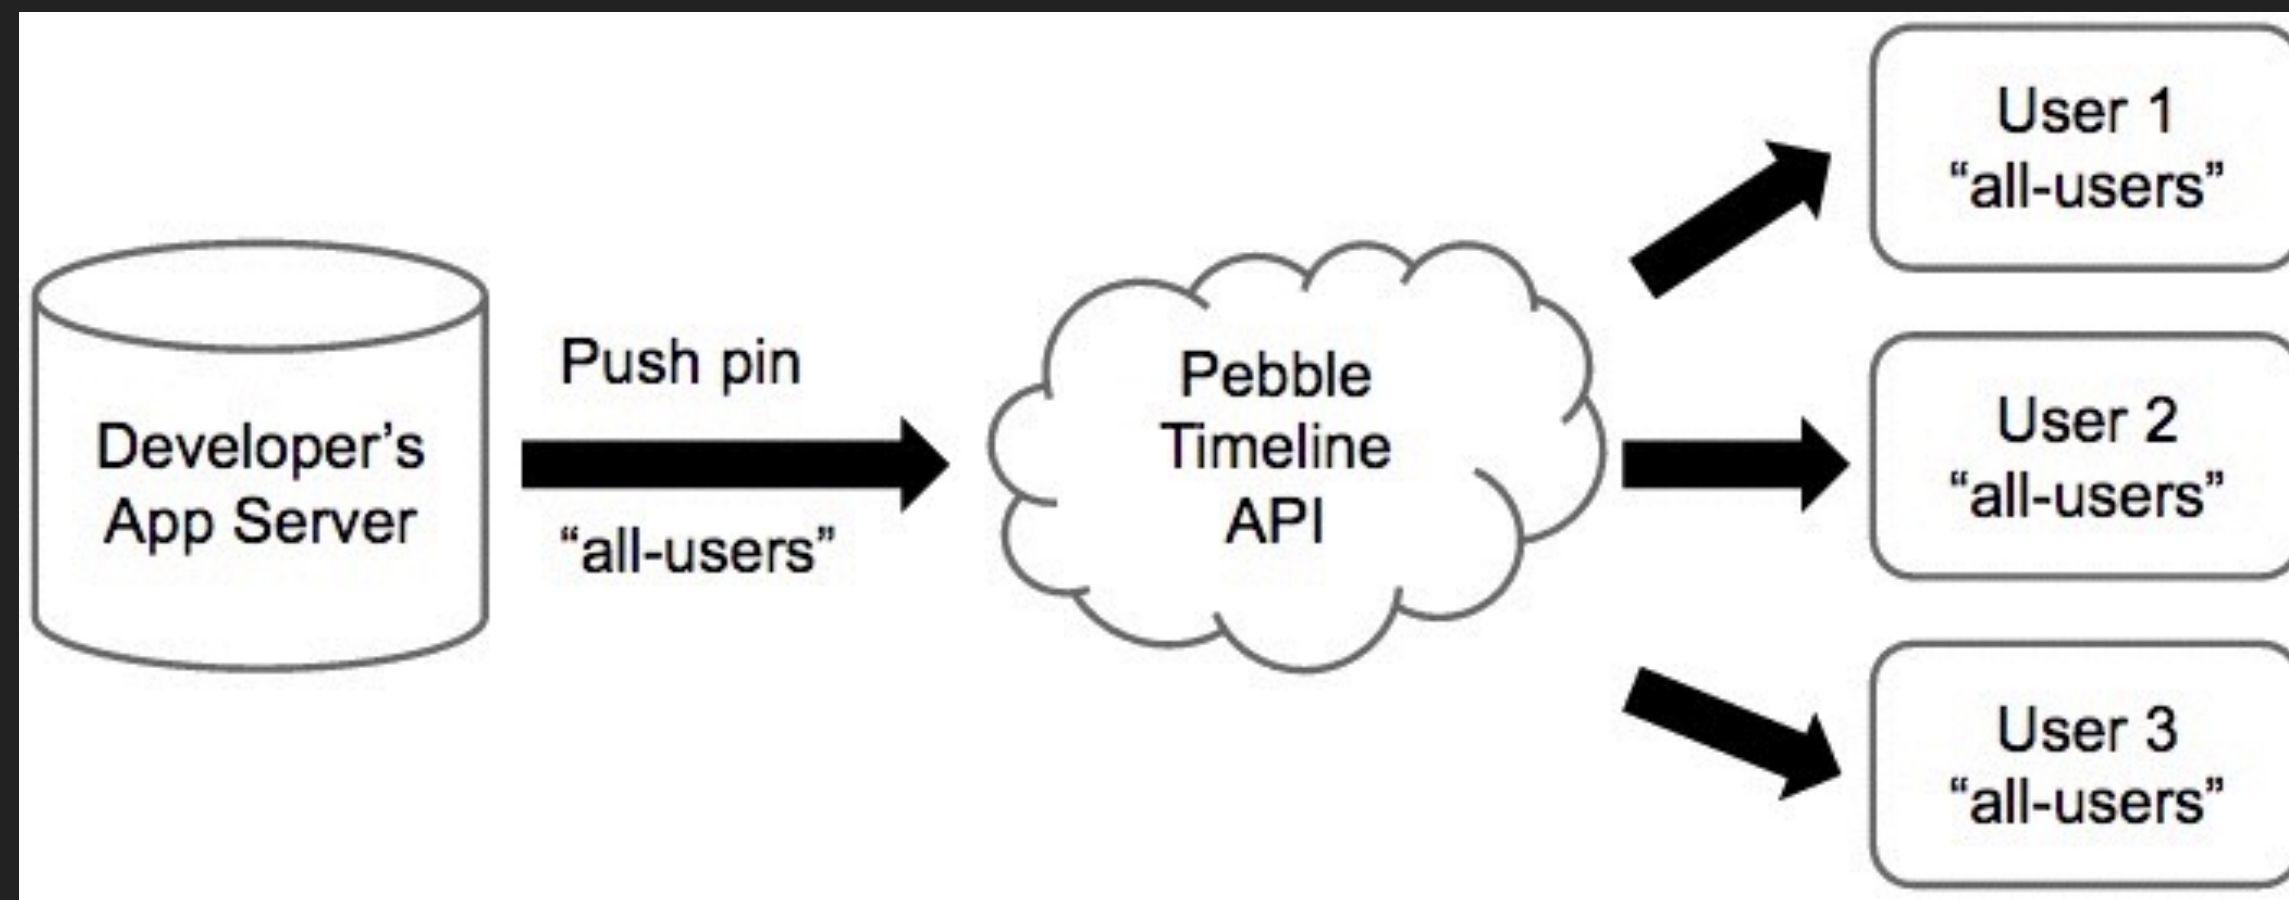 Developer’s
App Server
Push pin
“all-users”
Pebble
Timeline
API
User 1
“all-users”
User 2
“all-users”
User 3
“all-users”